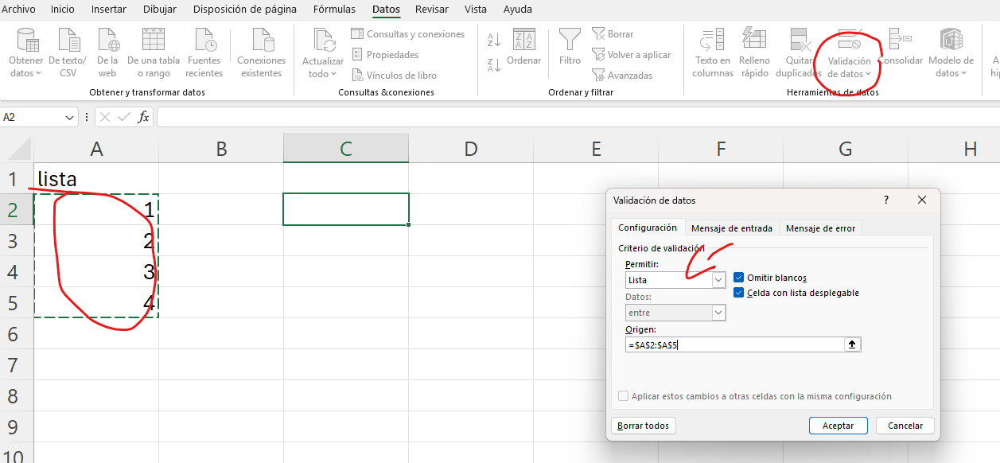 Archivo Inicio Insertar Dibujar Disposición de página Fórmulas Datos Revisar Vista Ayuda
Obtener datos
De texto/ CSV
De la web
De una tabla o rango
Fuentes recientes
Conexiones existentes
Obtener y transformar datos
Actualizar todo
Consultas y conexiones
Propiedades
Vínculos de libro
Consultas &conexiones
A
Z
Z
A
Z A
A Z
Ordenar
Filtro
Borrar
Volver a aplicar
Avanzadas
Ordenar y filtrar
Texto en columnas
Relleno rápido
Quitar duplicados
Validación de datos
Consolidar
Modelo de datos
Herramientas de datos
A2
fx
A B C D E F G H
1 lista
2 1
3 2
4 3
5 4
6
7
8
9
10
Validación de datos ?
Configuración Mensaje de entrada Mensaje de error
Criterio de validación
Permitir:
Lista
Omitir blancos
Celda con lista desplegable
Datos:
entre
Origen:
=$A$2:$A$5
Aplicar estos cambios a otras celdas con la misma configuración
Borrar todos Aceptar Cancelar